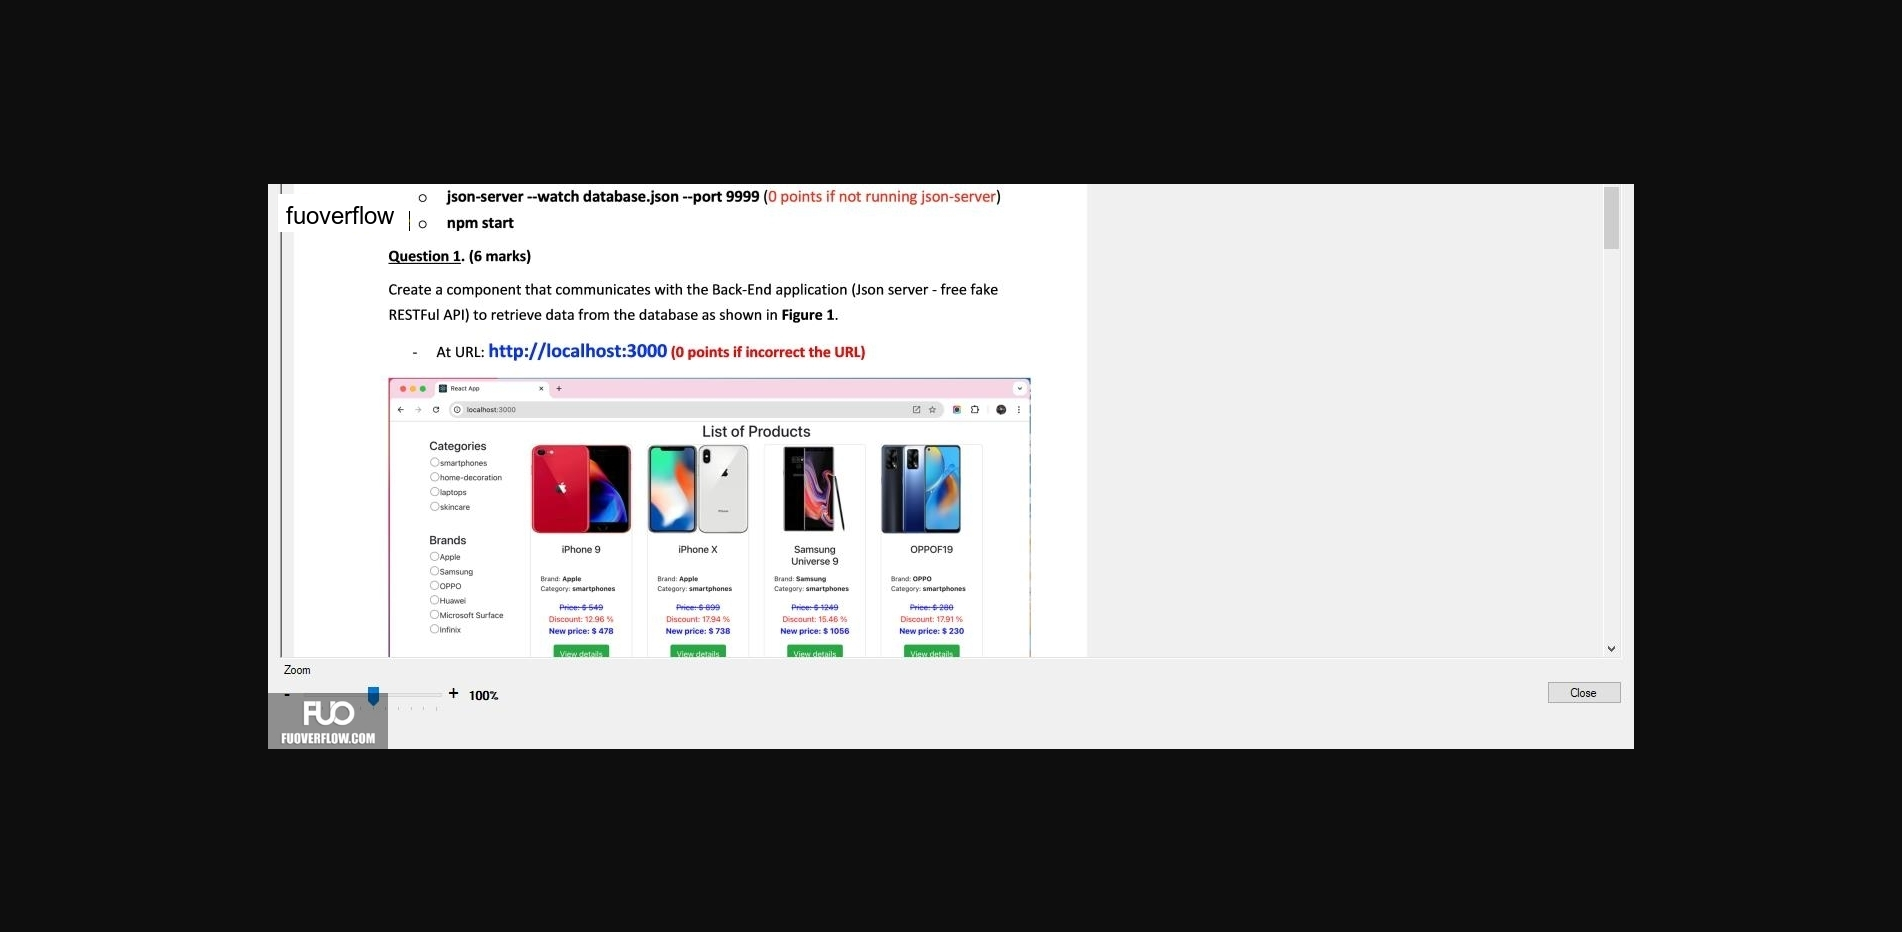 json-server --watch database.json --port 9999 (0 points if not running json-server)
fuoverflow
npm start
Question 1. (6 marks)
Create a component that communicates with the Back-End application (Json server - free fake
RESTFul API) to retrieve data from the database as shown in Figure 1.
- At URL: http://localhost:3000 (0 points if incorrect the URL)
React App
localhost:3000
List of Products
Categories
smartphones
home-decoration
laptops
skincare
Brands
Apple
Samsung
OPPO
Huawei
Microsoft Surface
Infinix
iPhone 9
Brand: Apple
Category: smartphones
Price: $ 549
Discount: 12.96 %
New price: $ 478
View details
iPhone X
Brand: Apple
Category: smartphones
Price: $ 899
Discount: 17.94 %
New price: $ 738
View details
Samsung
Universe 9
Brand: Samsung
Category: smartphones
Price: $ 1249
Discount: 15.46 %
New price: $ 1056
View details
OPPOF19
Brand: OPPO
Category: smartphones
Price: $ 280
Discount: 17.91 %
New price: $ 230
View details
Zoom
- + 100%
Close
FUO
FUOVERFLOW.COM